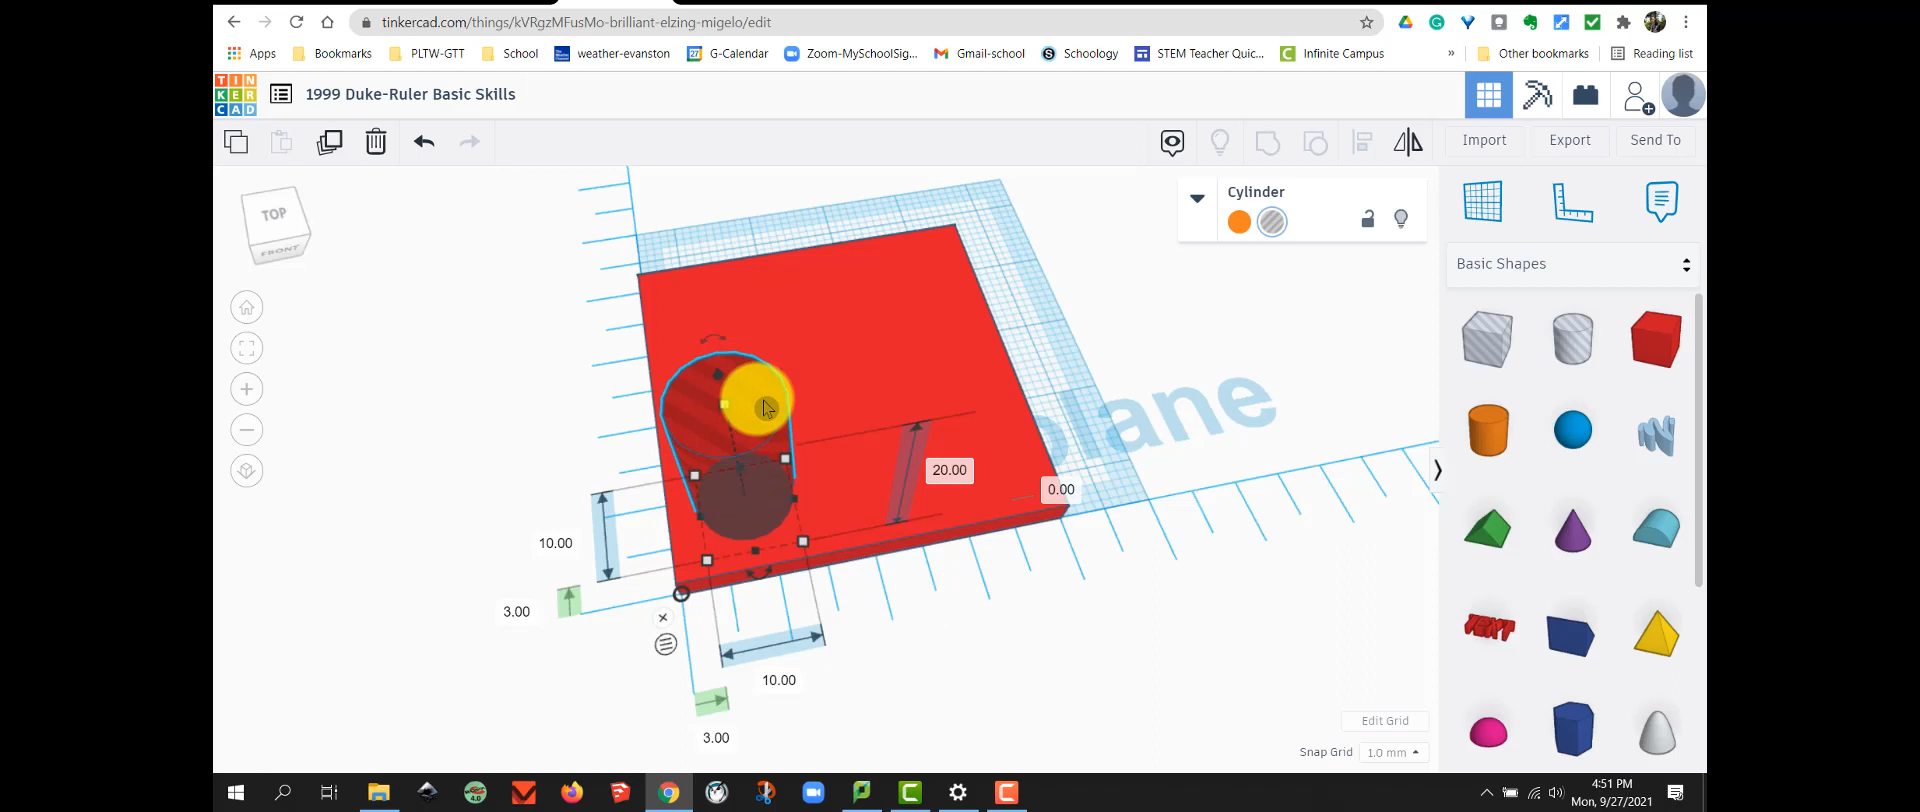 tinkercad.com/things/kVRgzMFusMo-brilliant-elzing-migelo/edit
Apps Bookmarks PLTW-GTT School weather-evanston 27 G-Calendar Zoom-MySchoolSig... Gmail-school S Schoology STEM Teacher Quic... C Infinite Campus » Other bookmarks Reading list
TIN
KER
CAD
1999 Duke-Ruler Basic Skills
Import Export Send To
TOP
FRONT
Cylinder
Basic Shapes
plane
20.00
0.00
10.00
3.00
10.00
3.00
TEXT
Edit Grid
Snap Grid 1.0 mm
4:51 PM
Mon, 9/27/2021